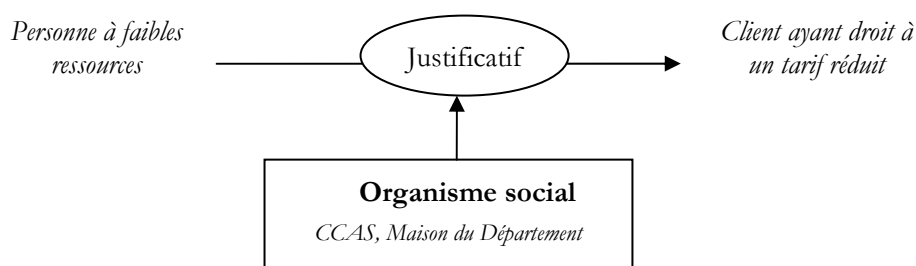 Personne à faibles
ressources
Justificatif
Client ayant droit à
un tarif réduit
Organisme social
CCAS, Maison du Département